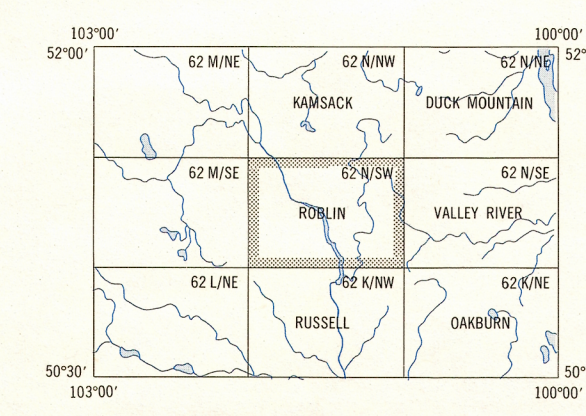 103°00' 100°00'
52°00' 62 M/NE 62 N/NW 62 N/NE 52°
KAMSACK DUCK MOUNTAIN
62 M/SE 62 N/SW 62 N/SE
ROBLIN VALLEY RIVER
62 L/NE 62 K/NW 62 K/NE
RUSSELL OAKBURN
50°30' 50°
103°00' 100°00'